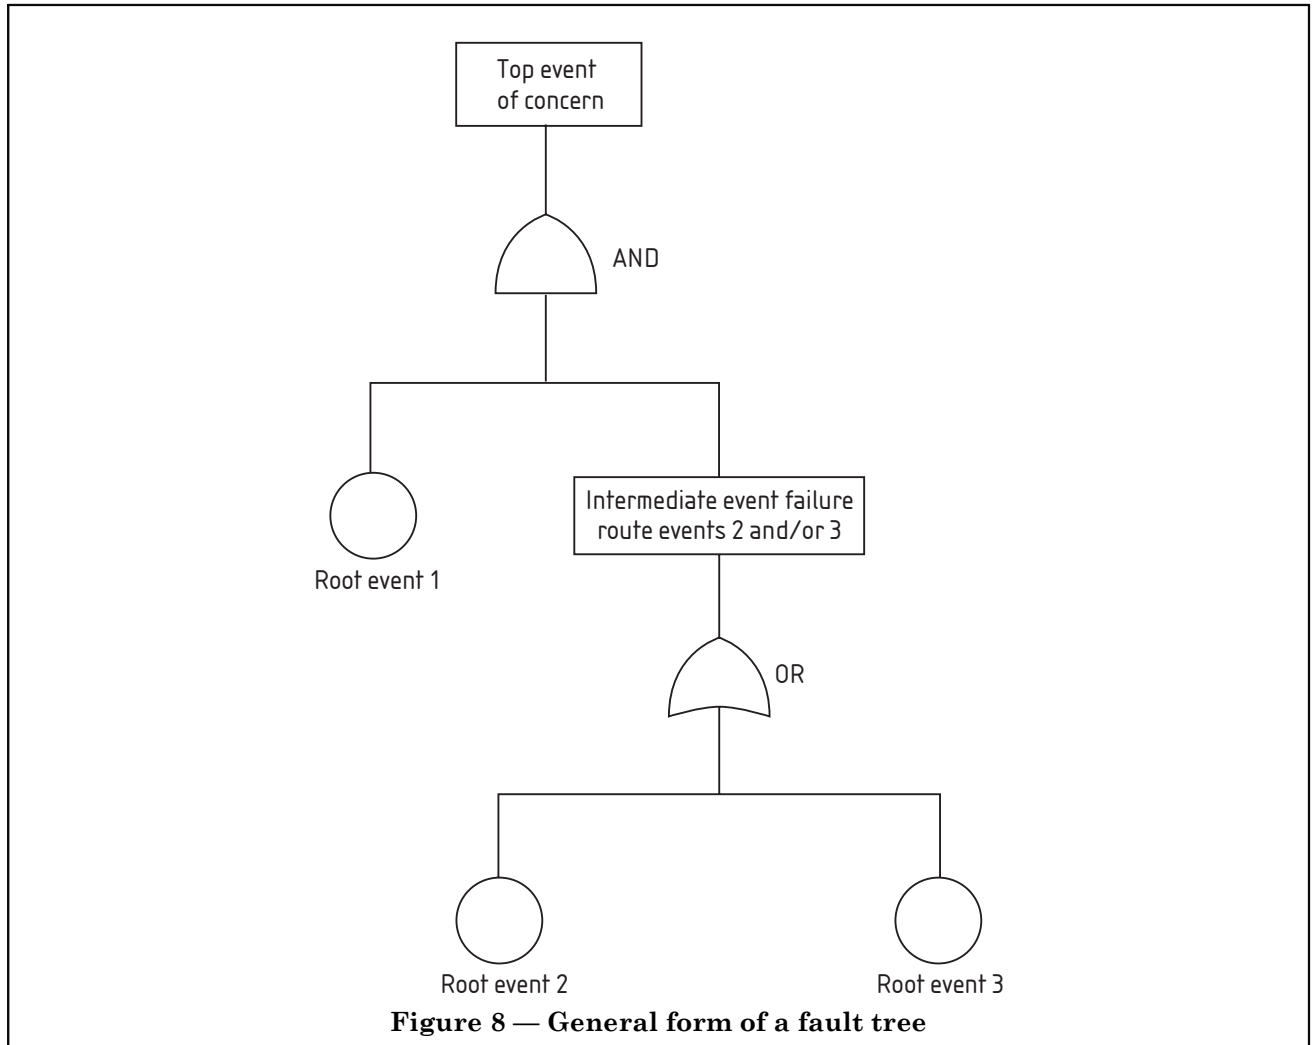 Top event
of concern
AND
Intermediate event failure
route events 2 and/or 3
Root event 1
OR
Root event 2
Root event 3
Figure 8 — General form of a fault tree